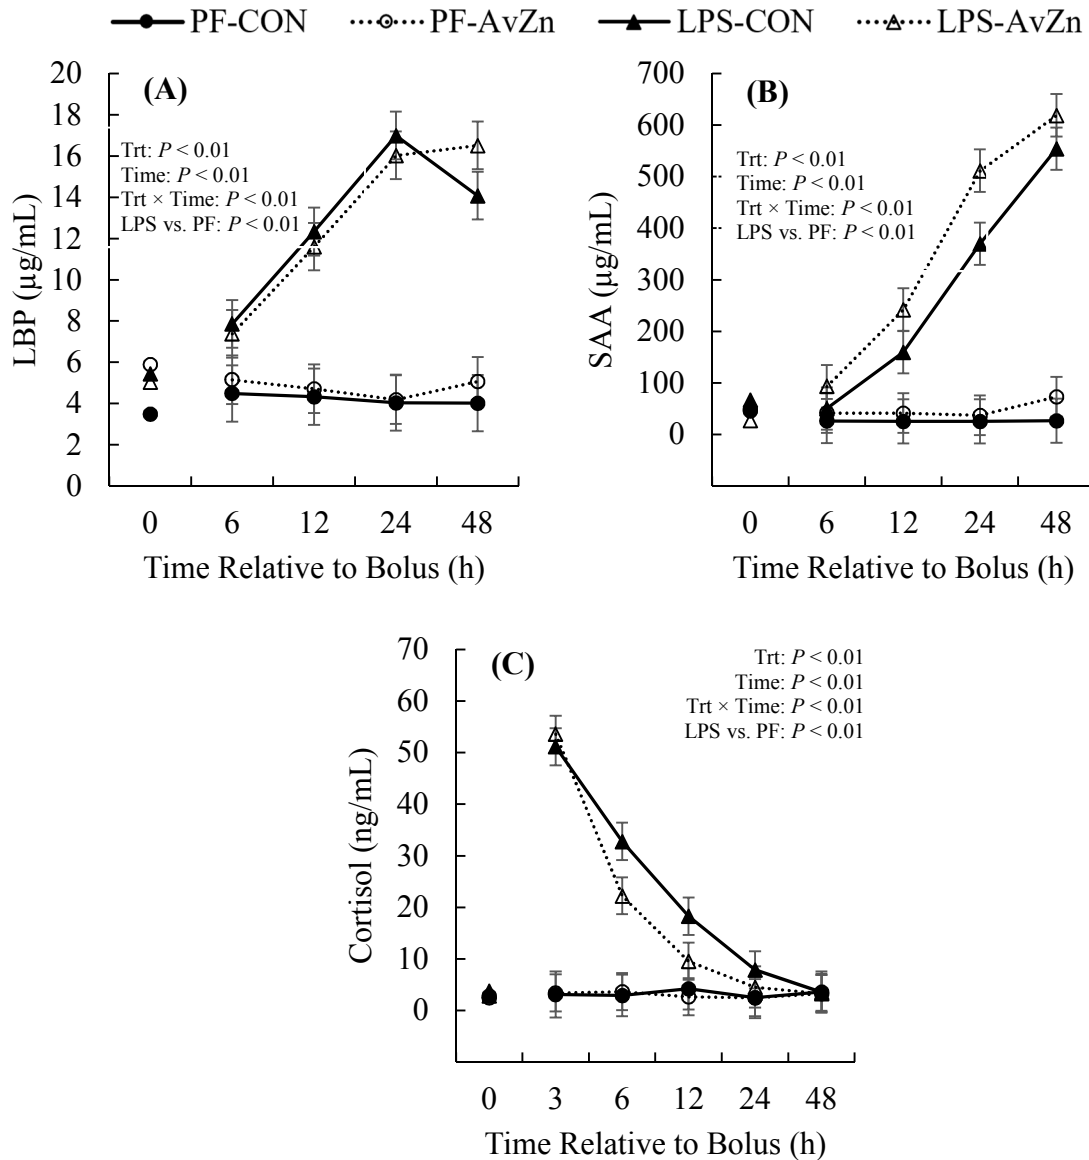 PF-CON PF-AvZn LPS-CON LPS-AvZn
(A)
Trt: P < 0.01
Time: P < 0.01
Trt × Time: P < 0.01
LPS vs. PF: P < 0.01
LBP (µg/mL)
20
18
16
14
12
10
8
6
4
2
0
0 6 12 24 48
Time Relative to Bolus (h)
(B)
Trt: P < 0.01
Time: P < 0.01
Trt × Time: P < 0.01
LPS vs. PF: P < 0.01
SAA (µg/mL)
700
600
500
400
300
200
100
0
0 6 12 24 48
Time Relative to Bolus (h)
(C)
Trt: P < 0.01
Time: P < 0.01
Trt × Time: P < 0.01
LPS vs. PF: P < 0.01
Cortisol (ng/mL)
70
60
50
40
30
20
10
0
0 3 6 12 24 48
Time Relative to Bolus (h)